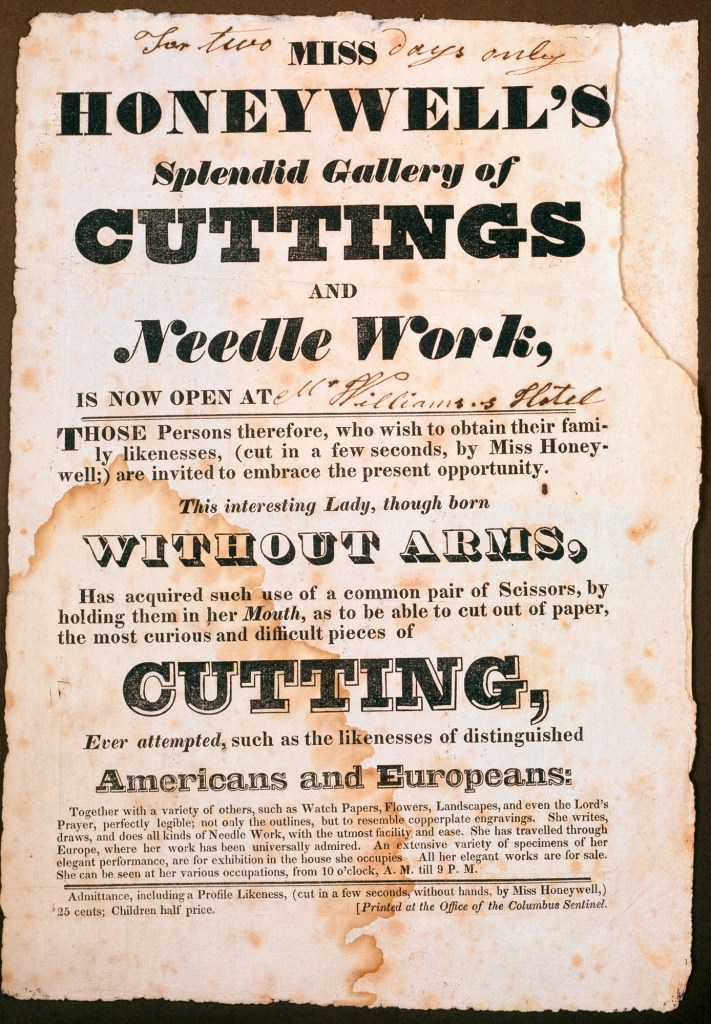 For two MISS days only
HONEYWELL'S
Splendid Gallery of
CUTTINGS
AND
Needle Work,
IS NOW OPEN AT Mr Williams.s Hotel
THOSE Persons therefore, who wish to obtain their fami-
ly likenesses, (cut in a few seconds, by Miss Honey-
well;) are invited to embrace the present opportunity.
This interesting Lady, though born
WITHOUT ARMS,
Has acquired such use of a common pair of Scissors, by
holding them in her Mouth, as to be able to cut out of paper,
the most curious and difficult pieces of
CUTTING,
Ever attempted, such as the likenesses of distinguished
Americans and Europeans:
Together with a variety of others, such as Watch Papers, Flowers, Landscapes, and even the Lord's
Prayer, perfectly legible; not only the outlines, but to resemble copperplate engravings. She writes,
draws, and does all kinds of Needle Work, with the utmost facility and ease. She has travelled through
Europe, where her work has been universally admired. An extensive variety of specimens of her
elegant performance, are for exhibition in the house she occupies All her elegant works are for sale.
She can be seen at her various occupations, from 10 o'clock, A. M. till 9 P. M.
Admittance, including a Profile Likeness, (cut in a few seconds, without hands, by Miss Honeywell,)
25 cents; Children half price. [Printed at the Office of the Columbus Sentinel.